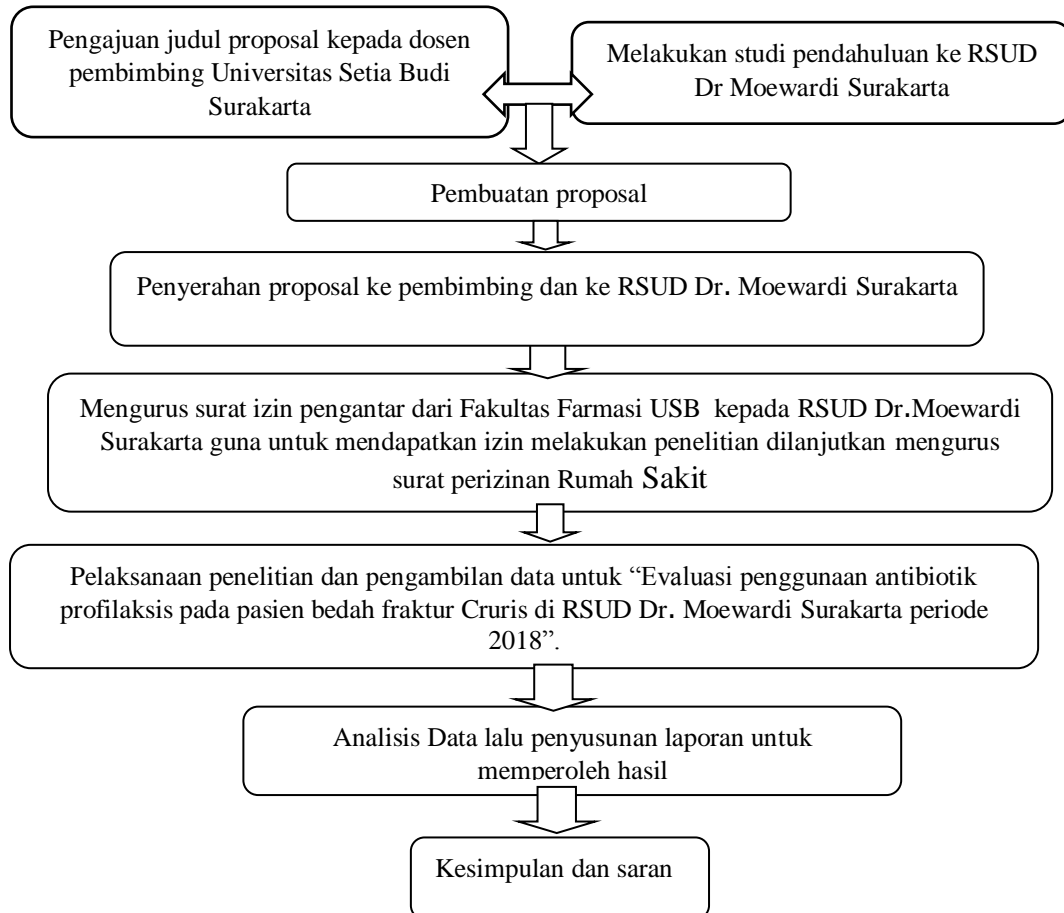 Pengajuan judul proposal kepada dosen
pembimbing Universitas Setia Budi
Surakarta
Melakukan studi pendahuluan ke RSUD
Dr Moewardi Surakarta
Pembuatan proposal
Penyerahan proposal ke pembimbing dan ke RSUD Dr. Moewardi Surakarta
Mengurus surat izin pengantar dari Fakultas Farmasi USB kepada RSUD Dr.Moewardi
Surakarta guna untuk mendapatkan izin melakukan penelitian dilanjutkan mengurus
surat perizinan Rumah Sakit
Pelaksanaan penelitian dan pengambilan data untuk “Evaluasi penggunaan antibiotik
profilaksis pada pasien bedah fraktur Cruris di RSUD Dr. Moewardi Surakarta periode
2018”.
Analisis Data lalu penyusunan laporan untuk
memperoleh hasil
Kesimpulan dan saran